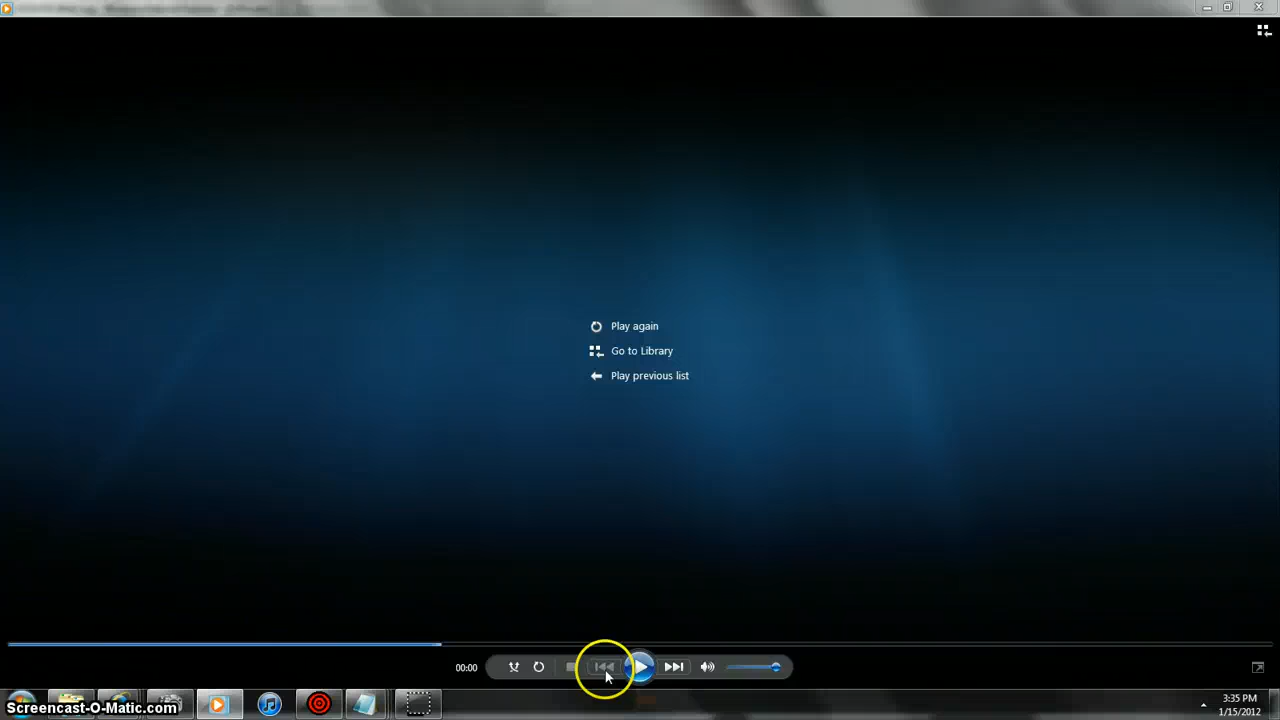 Play again
Go to Library
Play previous list
00:00
3:35 PM
1/15/2012
Screencast-O-Matic.com